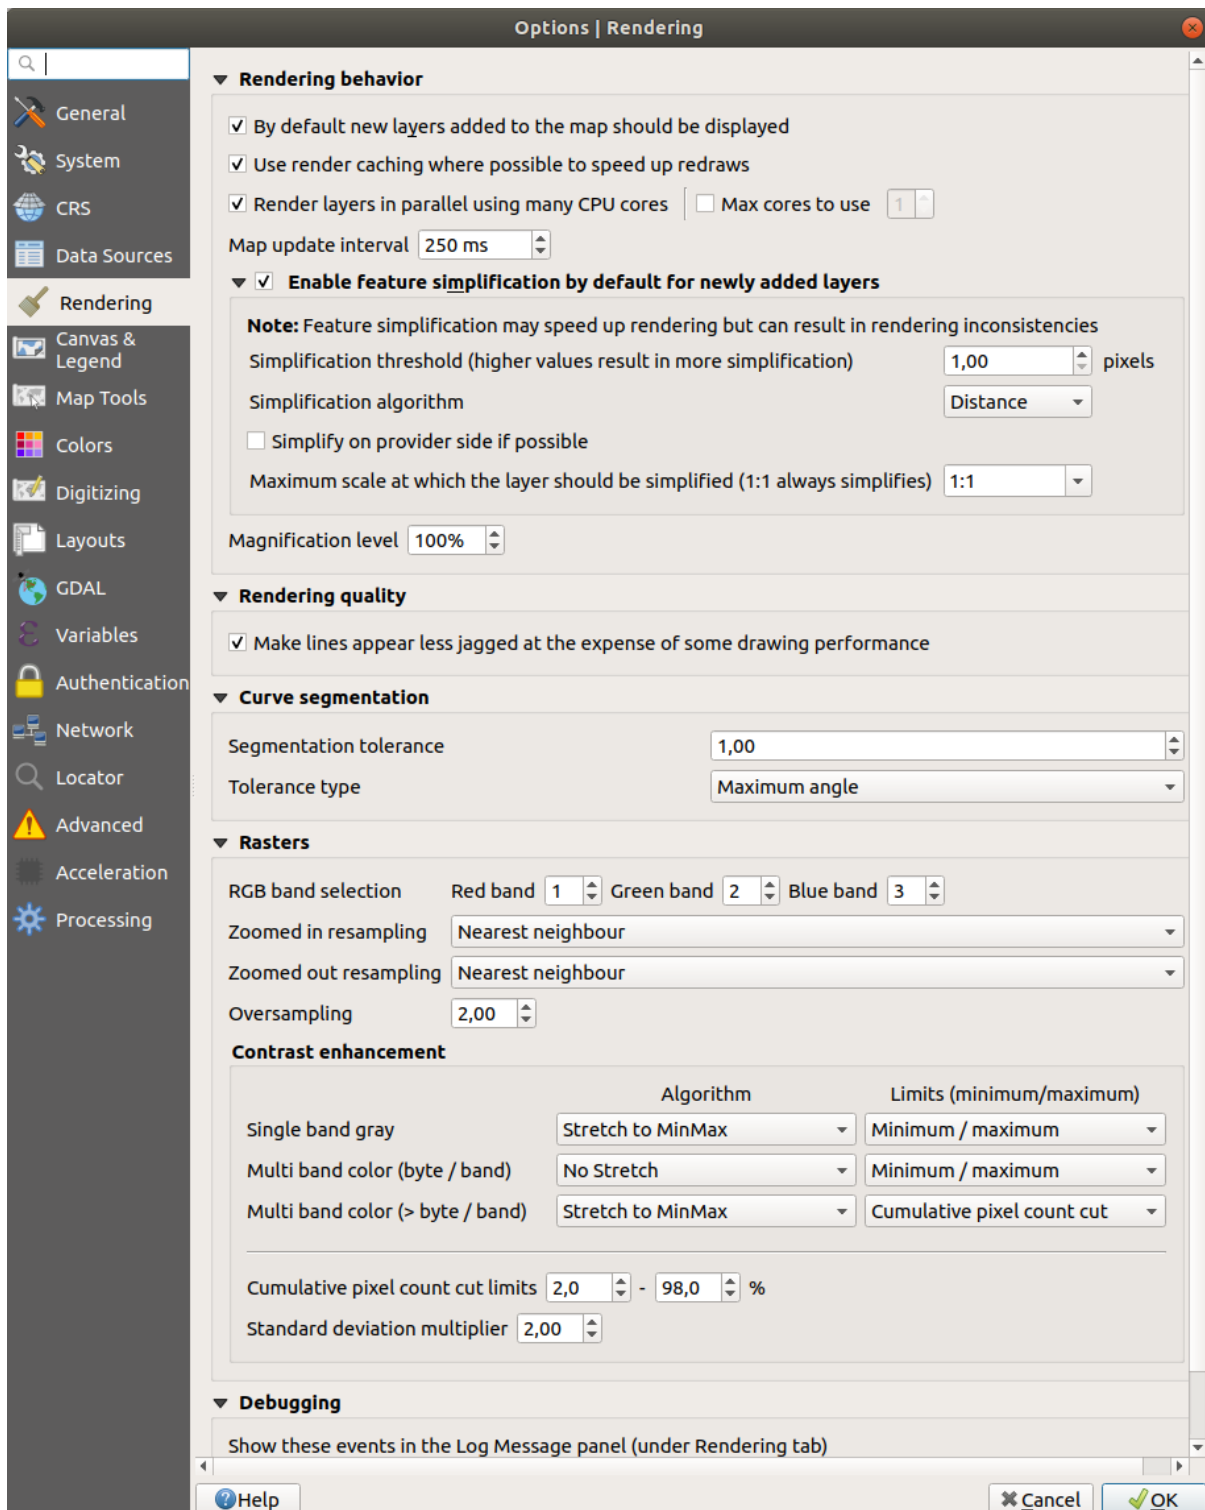 Options | Rendering
General
System
CRS
Data Sources
Rendering
Canvas &
Legend
Map Tools
Colors
Digitizing
Layouts
GDAL
Variables
Authentication
Network
Locator
Advanced
Acceleration
Processing
Rendering behavior
By default new layers added to the map should be displayed
Use render caching where possible to speed up redraws
Render layers in parallel using many CPU cores Max cores to use 1
Map update interval 250 ms
Enable feature simplification by default for newly added layers
Note: Feature simplification may speed up rendering but can result in rendering inconsistencies
Simplification threshold (higher values result in more simplification) 1,00 pixels
Simplification algorithm Distance
Simplify on provider side if possible
Maximum scale at which the layer should be simplified (1:1 always simplifies) 1:1
Magnification level 100%
Rendering quality
Make lines appear less jagged at the expense of some drawing performance
Curve segmentation
Segmentation tolerance 1,00
Tolerance type Maximum angle
Rasters
RGB band selection Red band 1 Green band 2 Blue band 3
Zoomed in resampling Nearest neighbour
Zoomed out resampling Nearest neighbour
Oversampling 2,00
Contrast enhancement
Algorithm Limits (minimum/maximum)
Single band gray Stretch to MinMax Minimum / maximum
Multi band color (byte / band) No Stretch Minimum / maximum
Multi band color (> byte / band) Stretch to MinMax Cumulative pixel count cut
Cumulative pixel count cut limits 2,0 - 98,0 %
Standard deviation multiplier 2,00
Debugging
Show these events in the Log Message panel (under Rendering tab)
Help Cancel OK